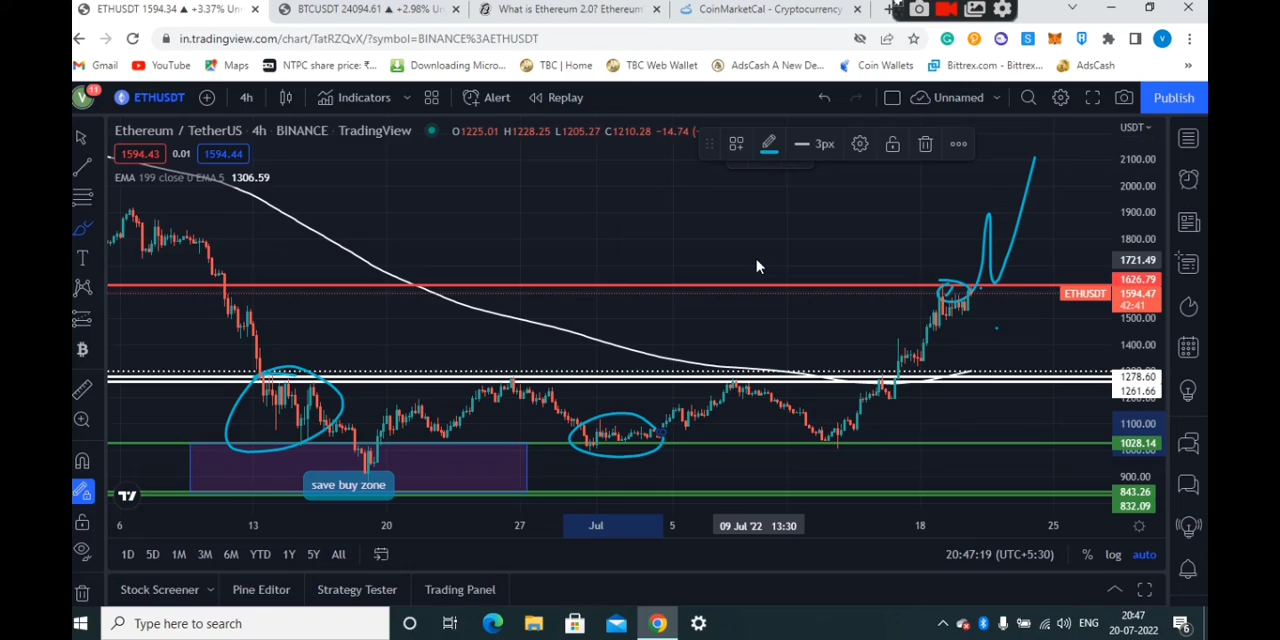 ETHUSDT 1594.34 ▲ +3.37% Un
BTCUSDT 24094.61 ▲ +2.98% Un
What is Ethereum 2.0? Ethereum
CoinMarketCal - Cryptocurrency
in.tradingview.com/chart/TatRZQvX/?symbol=BINANCE%3AETHUSDT
Gmail YouTube Maps NTPC share price: ₹... Downloading Micro... TBC | Home TBC Web Wallet AdsCash A New De... Coin Wallets Bittrex.com - Bittrex... AdsCash »
11 ETHUSDT 4h Indicators Alert Replay Unnamed Publish
Ethereum / TetherUS · 4h · BINANCE · TradingView O1225.01 H1228.25 L1205.27 C1210.28 −14.74 (
USDT
1594.43 0.01 1594.44
3px
EMA 199 close 0 EMA 5 1306.59
2100.00
2000.00
1900.00
1800.00
1721.49
1626.79
ETHUSDT 1594.47
42:41
1500.00
1400.00
1278.60
1261.66
1100.00
1028.14
900.00
save buy zone
843.26
832.09
6 13 20 27 Jul 5 09 Jul '22 13:30 18 25
1D 5D 1M 3M 6M YTD 1Y 5Y All 20:47:19 (UTC+5:30) % log auto
Stock Screener Pine Editor Strategy Tester Trading Panel
Type here to search ENG 20:47
20-07-2022 6